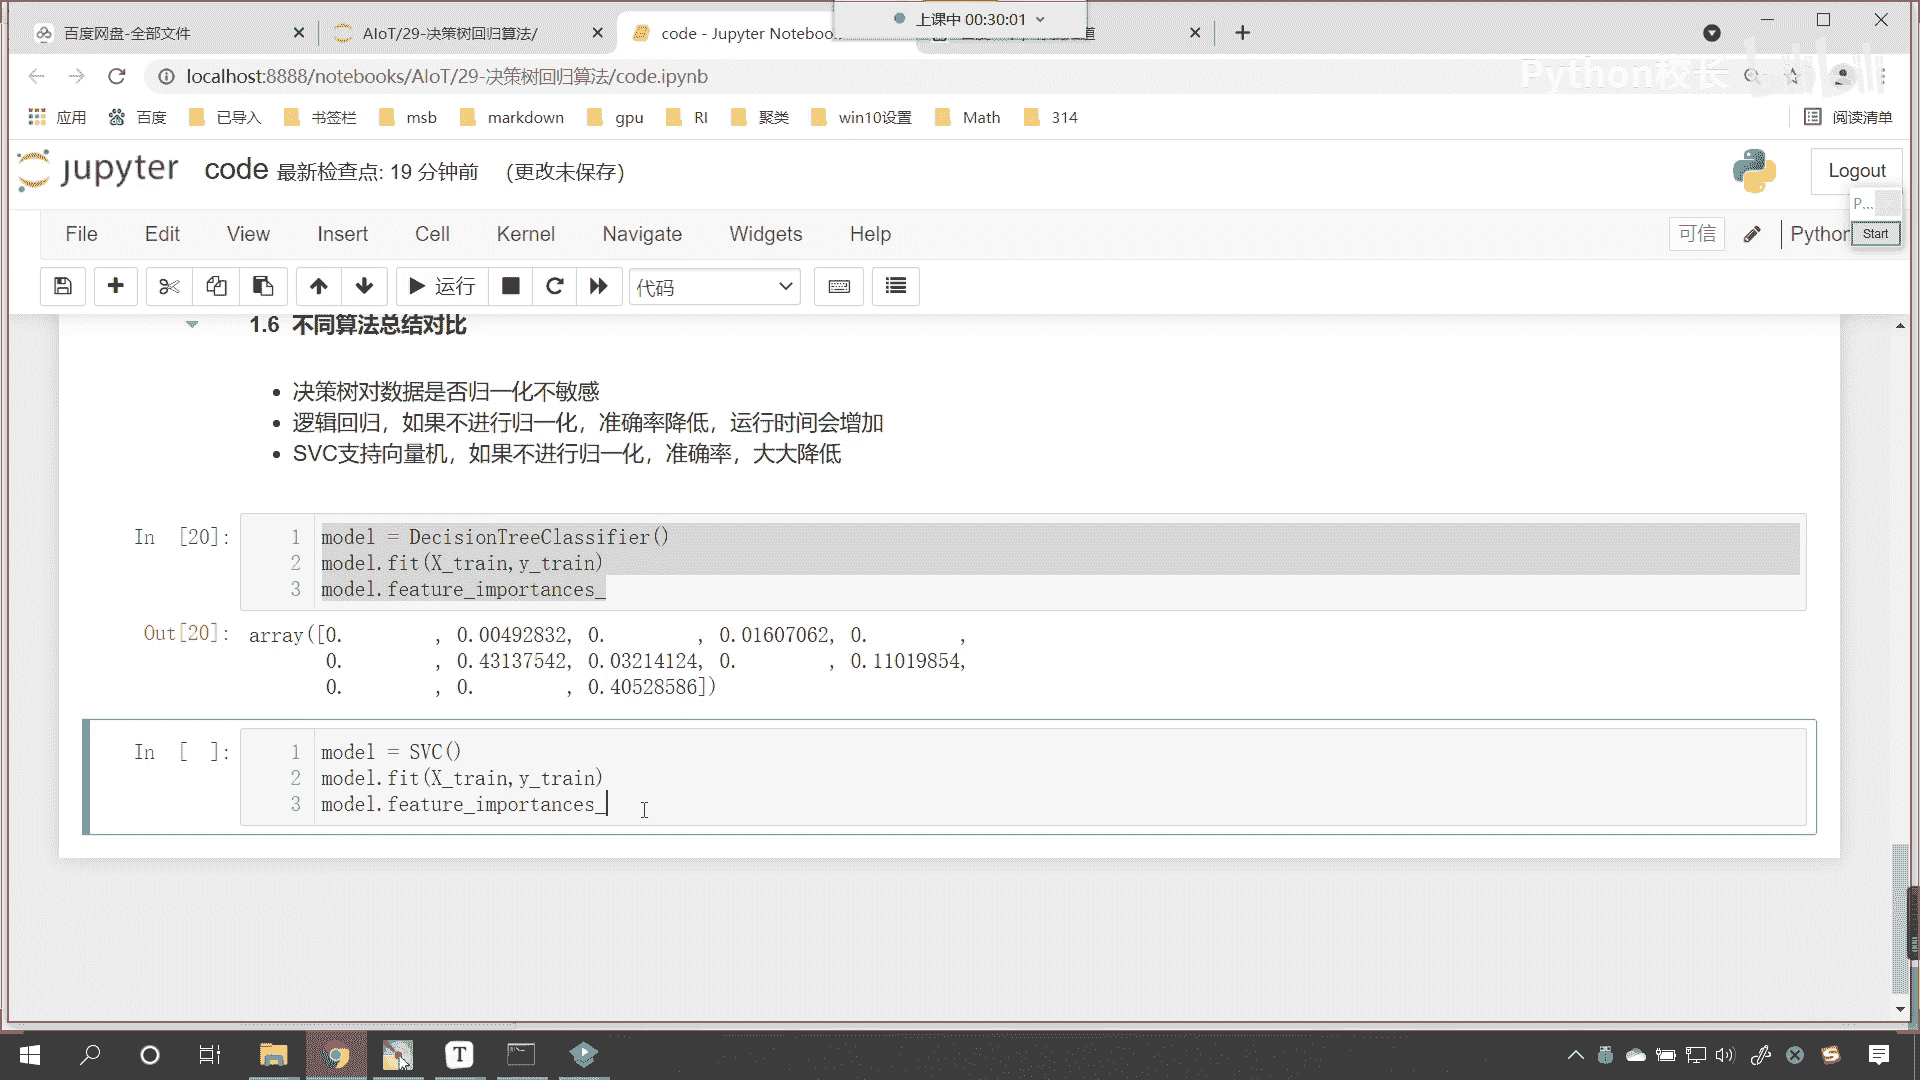 上课中 00:30:01
百度网盘-全部文件
AIoT/29-决策树回归算法/
code - Jupyter Noteboo
localhost:8888/notebooks/AIoT/29-决策树回归算法/code.ipynb
Python校长
bilibili
应用 百度 已导入 书签栏 msb markdown gpu RI 聚类 win10设置 Math 314 阅读清单
jupyter code 最新检查点: 19 分钟前 (更改未保存)
Logout
P...
File Edit View Insert Cell Kernel Navigate Widgets Help 可信 Python
Start
运行 代码
1.6 不同算法总结对比
• 决策树对数据是否归一化不敏感
• 逻辑回归，如果不进行归一化，准确率降低，运行时间会增加
• SVC支持向量机，如果不进行归一化，准确率，大大降低
In [20]: 1 model = DecisionTreeClassifier()
2 model.fit(X_train,y_train)
3 model.feature_importances_
Out[20]: array([0. , 0.00492832, 0. , 0.01607062, 0. ,
0. , 0.43137542, 0.03214124, 0. , 0.11019854,
0. , 0. , 0.40528586])
In [ ]: 1 model = SVC()
2 model.fit(X_train,y_train)
3 model.feature_importances_